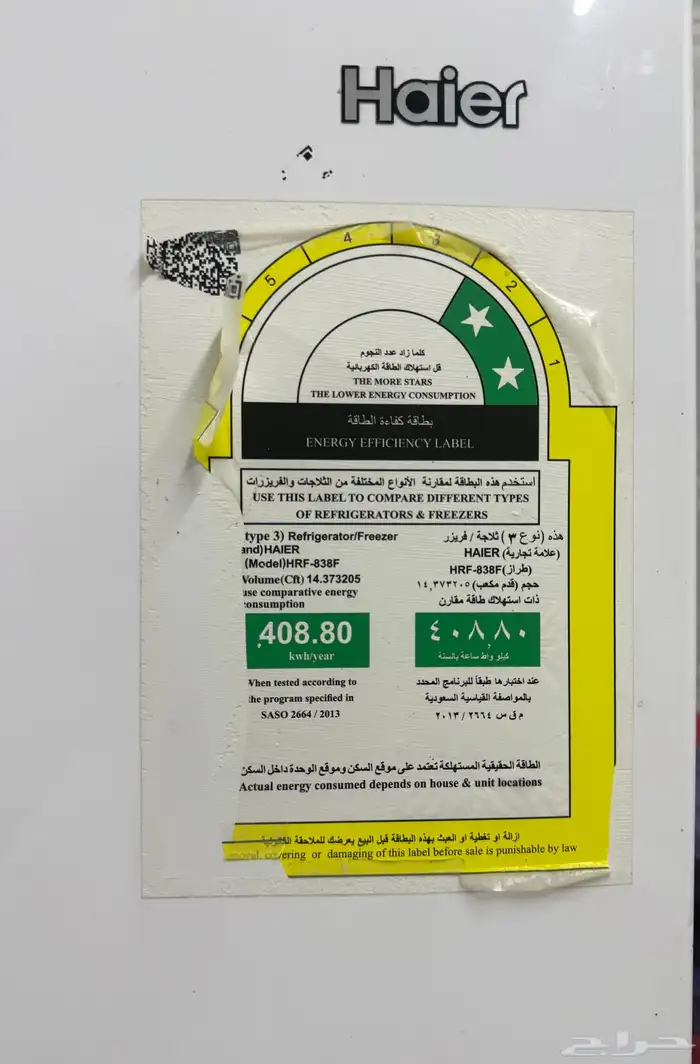 Haier
5 4 3 2 1
كلما زاد عدد النجوم
قل استهلاك الطاقة الكهربائية
THE MORE STARS
THE LOWER ENERGY CONSUMPTION
بطاقة كفاءة الطاقة
ENERGY EFFICIENCY LABEL
أستخدم هذه البطاقة لمقارنة الأنواع المختلفة من الثلاجات والفريزرات
USE THIS LABEL TO COMPARE DIFFERENT TYPES
OF REFRIGERATORS & FREEZERS
type 3) Refrigerator/Freezer
and)HAIER
(Model)HRF-838F
Volume(Cft) 14.373205
use comparative energy
consumption
هذه (نوع ٣) ثلاجة / فريزر
(علامة تجارية) HAIER
(طراز)HRF-838F
حجم (قدم مكعب) ١٤,٣٧٣٢٠٥
ذات استهلاك طاقة مقارن
408.80
kwh/year
٤٠٨,٨٠
كيلو واط ساعة بالسنة
When tested according to
the program specified in
SASO 2664 / 2013
عند اختبارها طبقاً للبرنامج المحدد
بالمواصفة القياسية السعودية
م ق س ٢٦٦٤ / ٢٠١٣
الطاقة الحقيقية المستهلكة تعتمد على موقع السكن وموقع الوحدة داخل السكن
Actual energy consumed depends on house & unit locations
ازالة او تغطية او العبث بهذه البطاقة قبل البيع يعرضك للملاحقة
covering or damaging of this label before sale is punishable by law
حراج